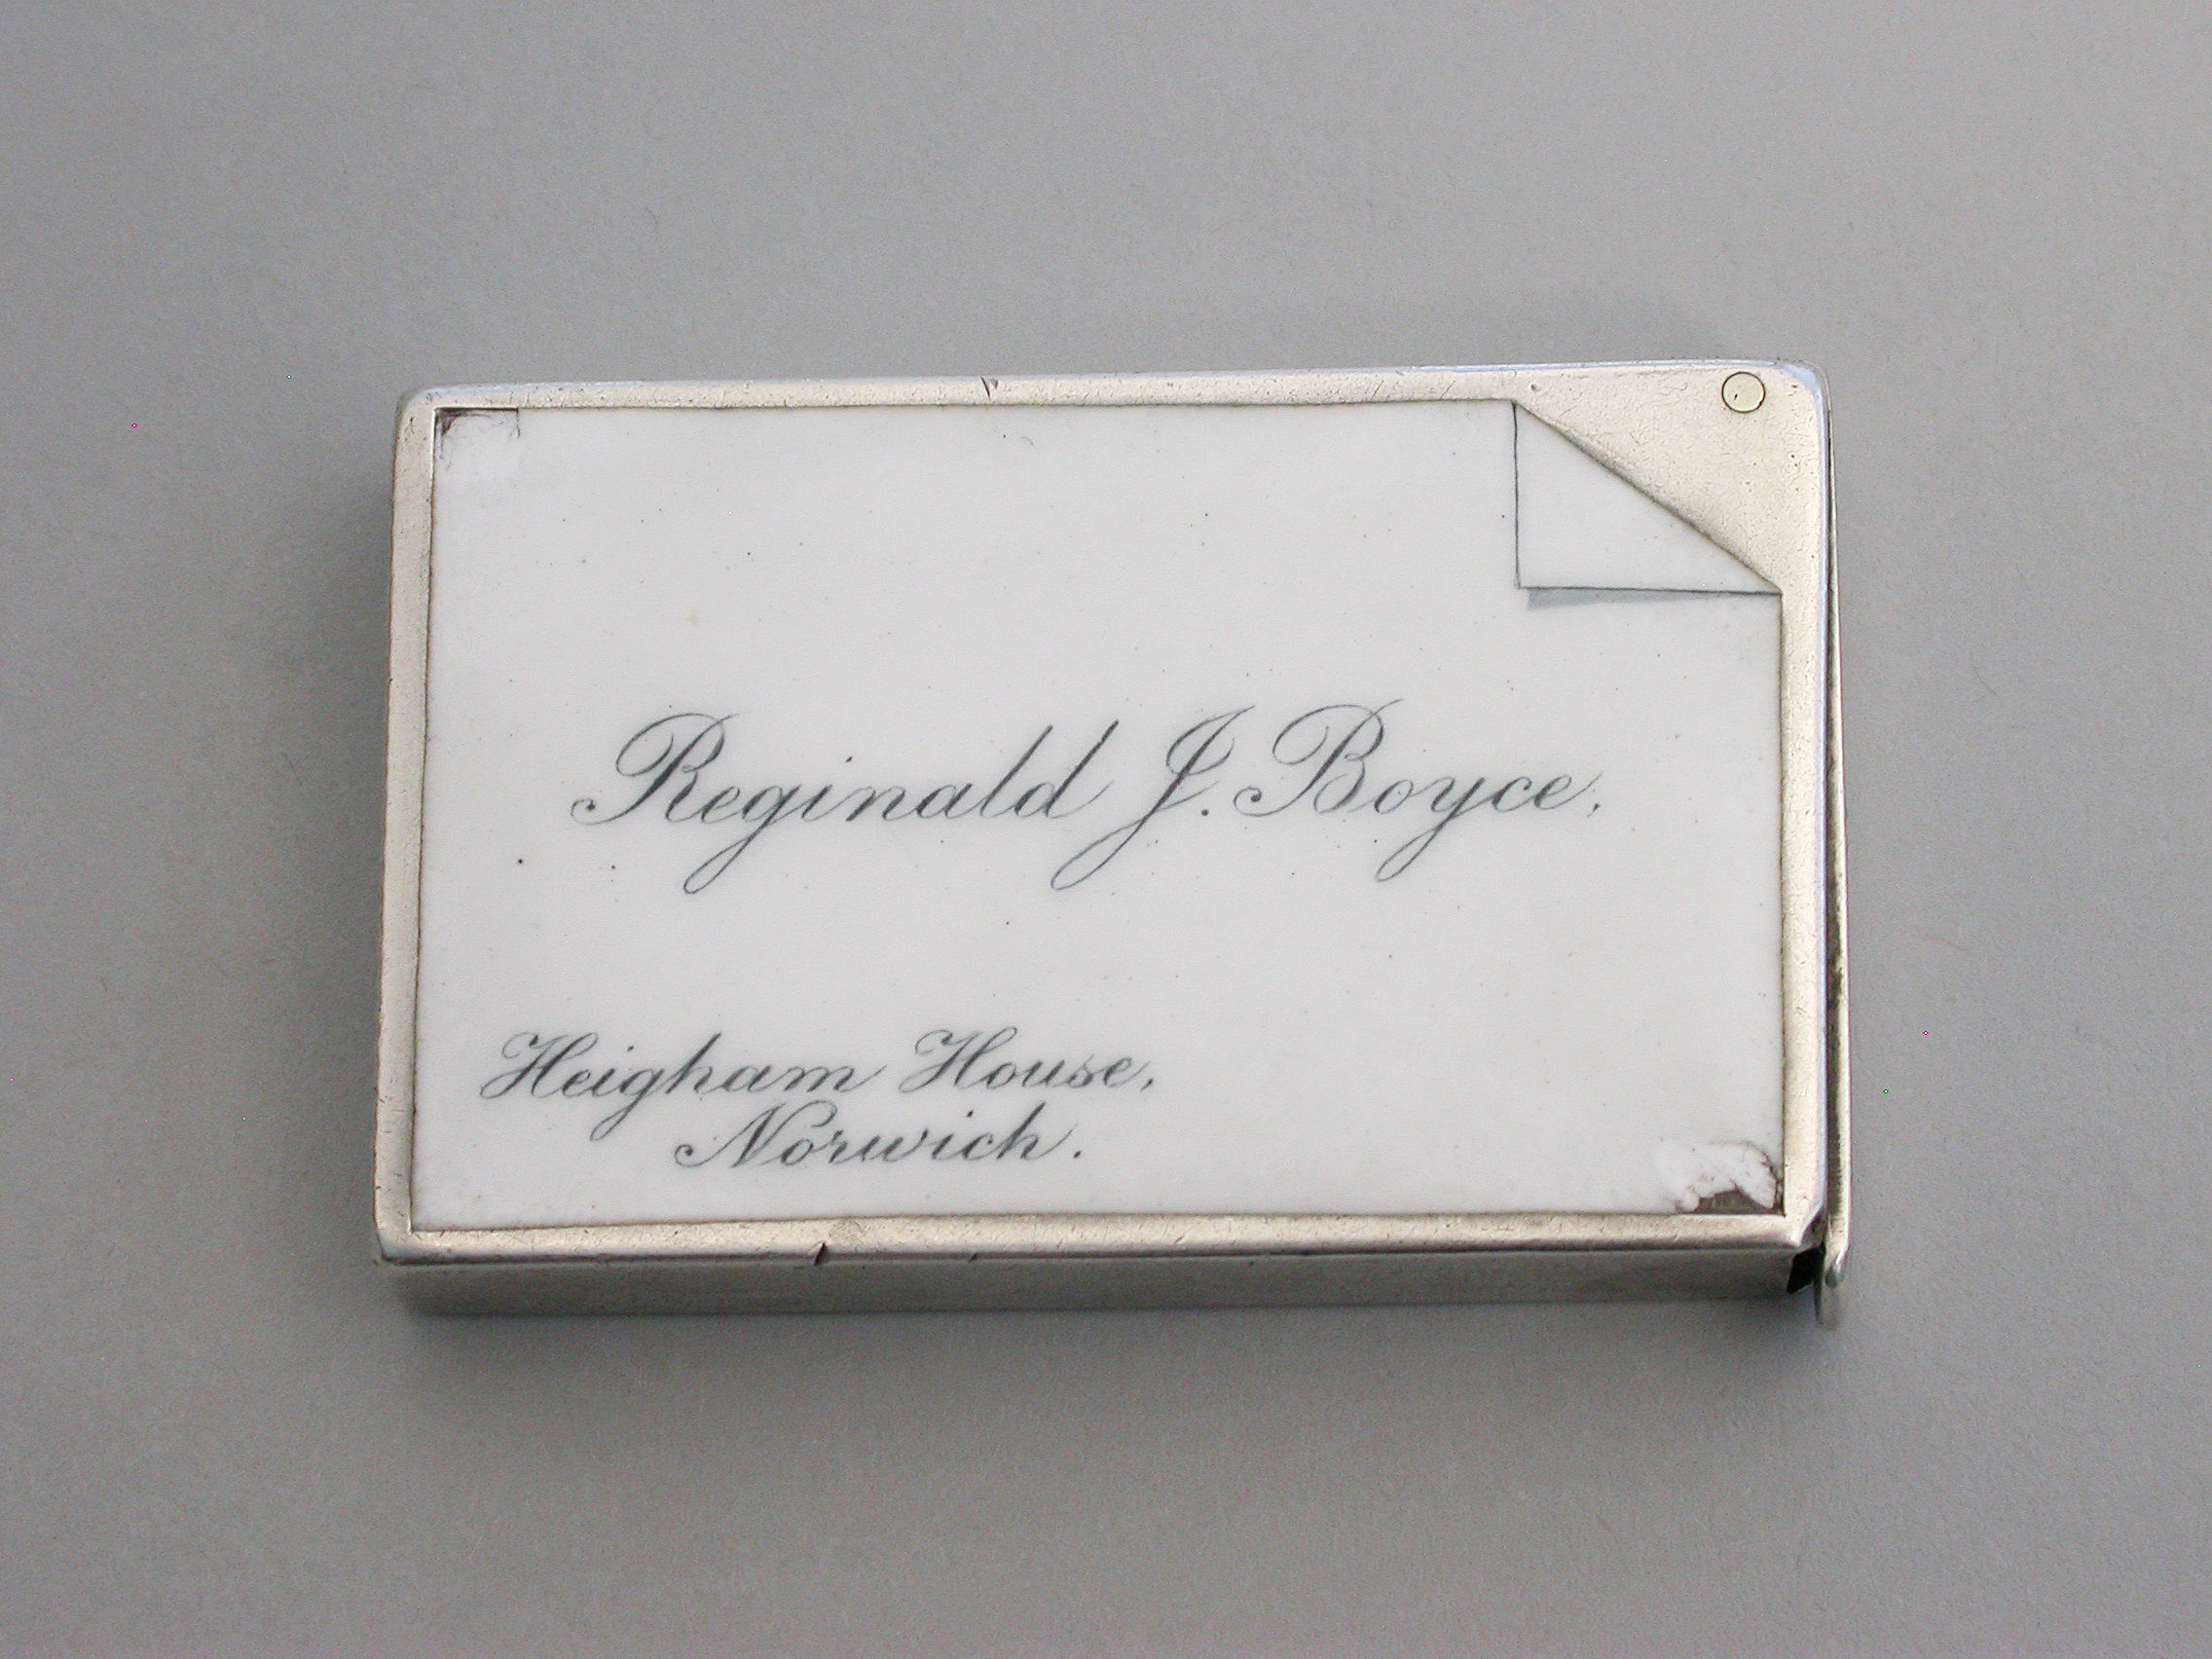 Reginald J. Boyce.
Heigham House,
Norwich.